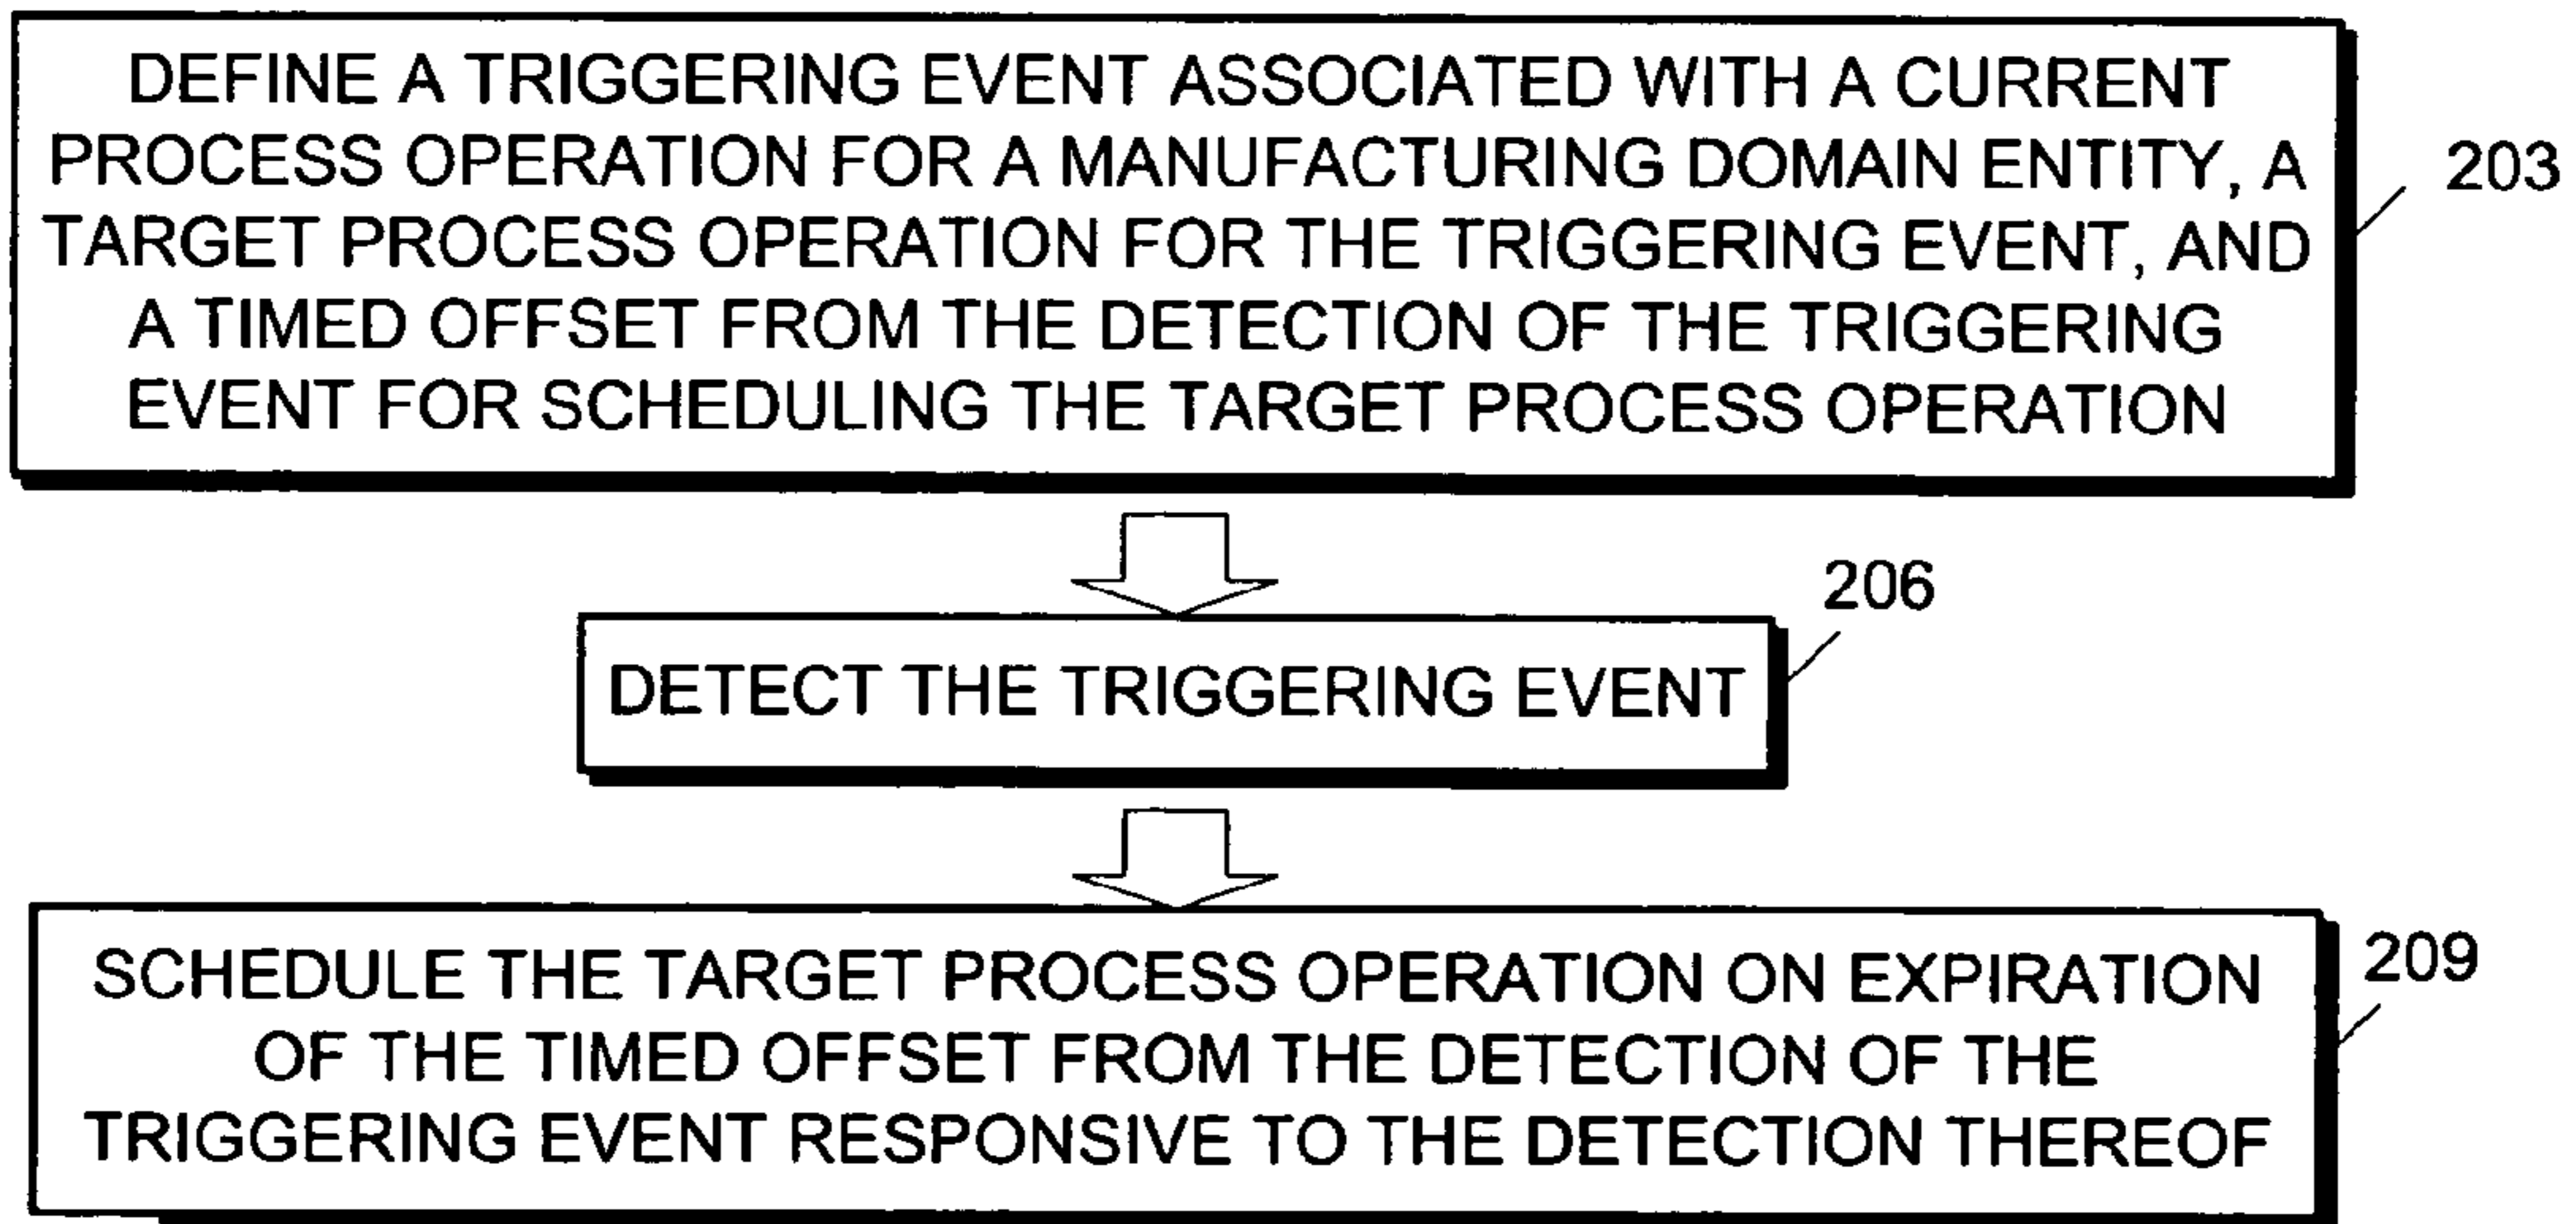 DEFINE A TRIGGERING EVENT ASSOCIATED WITH A CURRENT
PROCESS OPERATION FOR A MANUFACTURING DOMAIN ENTITY, A
TARGET PROCESS OPERATION FOR THE TRIGGERING EVENT, AND
A TIMED OFFSET FROM THE DETECTION OF THE TRIGGERING
EVENT FOR SCHEDULING THE TARGET PROCESS OPERATION
203
206
DETECT THE TRIGGERING EVENT
209
SCHEDULE THE TARGET PROCESS OPERATION ON EXPIRATION
OF THE TIMED OFFSET FROM THE DETECTION OF THE
TRIGGERING EVENT RESPONSIVE TO THE DETECTION THEREOF